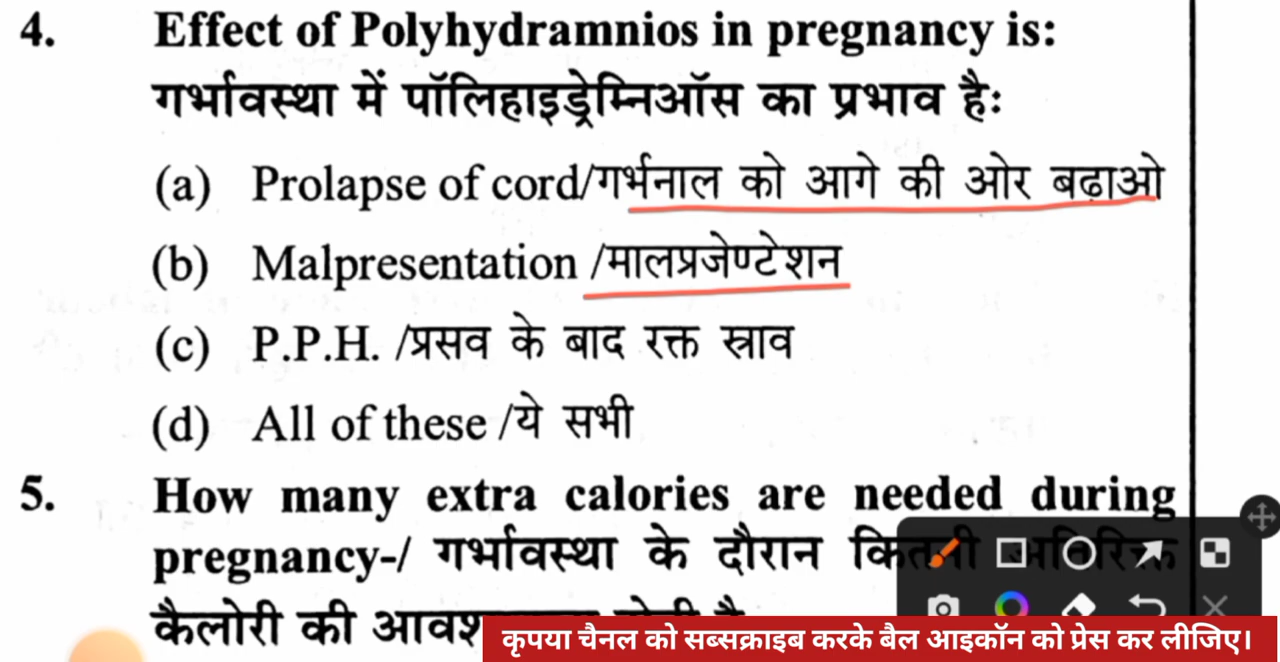 4. Effect of Polyhydramnios in pregnancy is:
गर्भावस्था में पॉलिहाइड्रेम्निऑस का प्रभाव है:
(a) Prolapse of cord/गर्भनाल को आगे की ओर बढ़ाओ
(b) Malpresentation /मालप्रजेण्टेशन
(c) P.P.H. /प्रसव के बाद रक्त स्राव
(d) All of these /ये सभी
5. How many extra calories are needed during
pregnancy-/ गर्भावस्था के दौरान कितनी अतिरिक्त
कैलोरी की
कृपया चैनल को सब्सक्राइब करके बैल आइकॉन को प्रेस कर लीजिए।